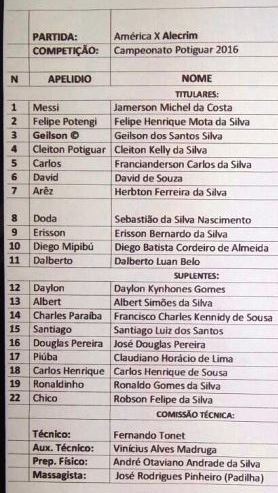 PARTIDA: América X Alecrim
COMPETIÇÃO: Campeonato Potiguar 2016
N APELIDIO NOME
TITULARES:
1 Messi Jamerson Michel da Costa
2 Felipe Potengi Felipe Henrique Mota da Silva
3 Geilson © Geilson dos Santos Silva
4 Cleiton Potiguar Cleiton Kelly da Silva
5 Carlos Francianderson Carlos da Silva
6 David David de Souza
7 Arêz Herbton Ferreira da Silva
8 Doda Sebastião da Silva Nascimento
9 Erisson Erisson Bernardo da Silva
10 Diego Mipibú Diego Batista Cordeiro de Almeida
11 Dalberto Dalberto Luan Belo
SUPLENTES:
12 Daylon Daylon Kynhones Gomes
13 Albert Albert Simões da Silva
14 Charles Paraíba Francisco Charles Kennidy de Sousa
15 Santiago Santiago Luiz dos Santos
16 Douglas Pereira José Douglas Pereira
17 Piúba Claudiano Horácio de Lima
18 Carlos Henrique Carlos Henrique de Sousa
19 Ronaldinho Ronaldo Gomes da Silva
22 Chico Robson Felipe da Silva
COMISSÃO TÉCNICA:
Técnico: Fernando Tonet
Aux. Técnico: Vinícius Alves Madruga
Prep. Físico: André Otaviano Andrade da Silva
Massagista: José Rodrigues Pinheiro (Padilha)